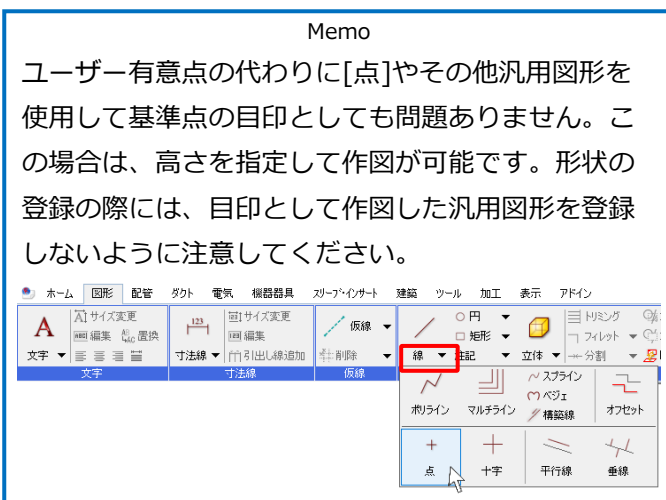 Memo
ユーザー有意点の代わりに[点]やその他汎用図形を
使用して基準点の目印としても問題ありません。こ
の場合は、高さを指定して作図が可能です。形状の
登録の際には、目印として作図した汎用図形を登録
しないように注意してください。
ホーム 図形 配管 ダクト 電気 機器器具 スリーブ・インサート 建築 ツール 加工 表示 アドイン
サイズ変更 サイズ変更 仮線 円 トリミング
編集 置換 編集 矩形 フィレット
文字 寸法線 引出し線追加 削除 線 注記 立体 分割
文字 寸法線 仮線
ポリライン マルチライン スプライン ベジェ 構築線 オフセット
点 十字 平行線 垂線